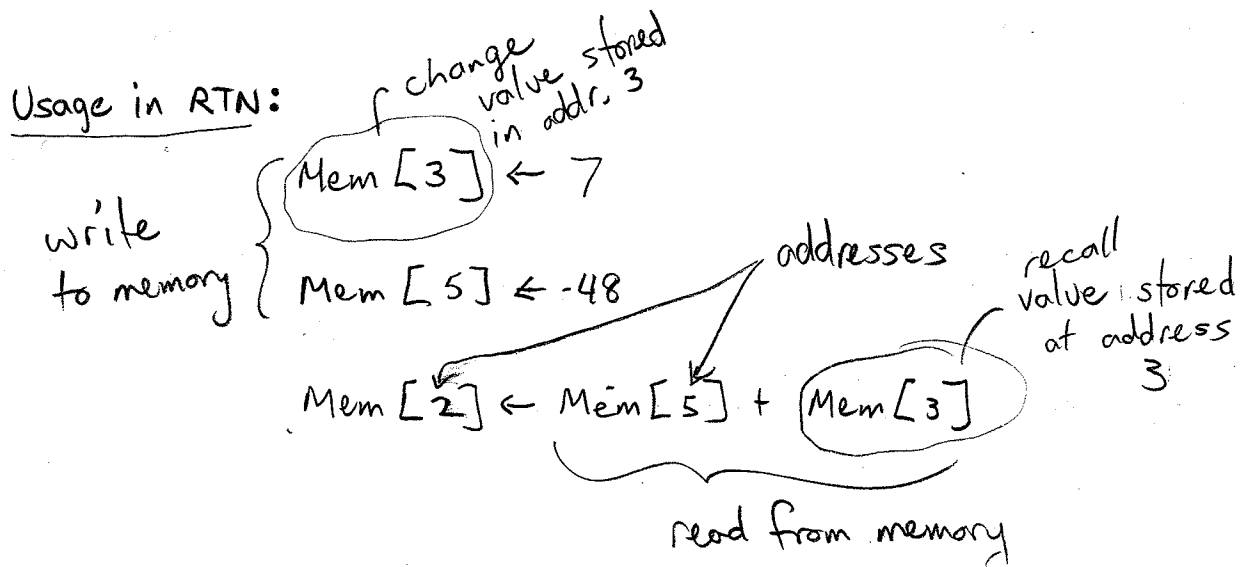 Usage in RTN:
change
value stored
in addr. 3
Mem [3] ← 7
write
to memory
Mem [5] ← -48
addresses
recall
value stored
at address
3
Mem [2] ← Mem [5] + Mem [3]
read from memory